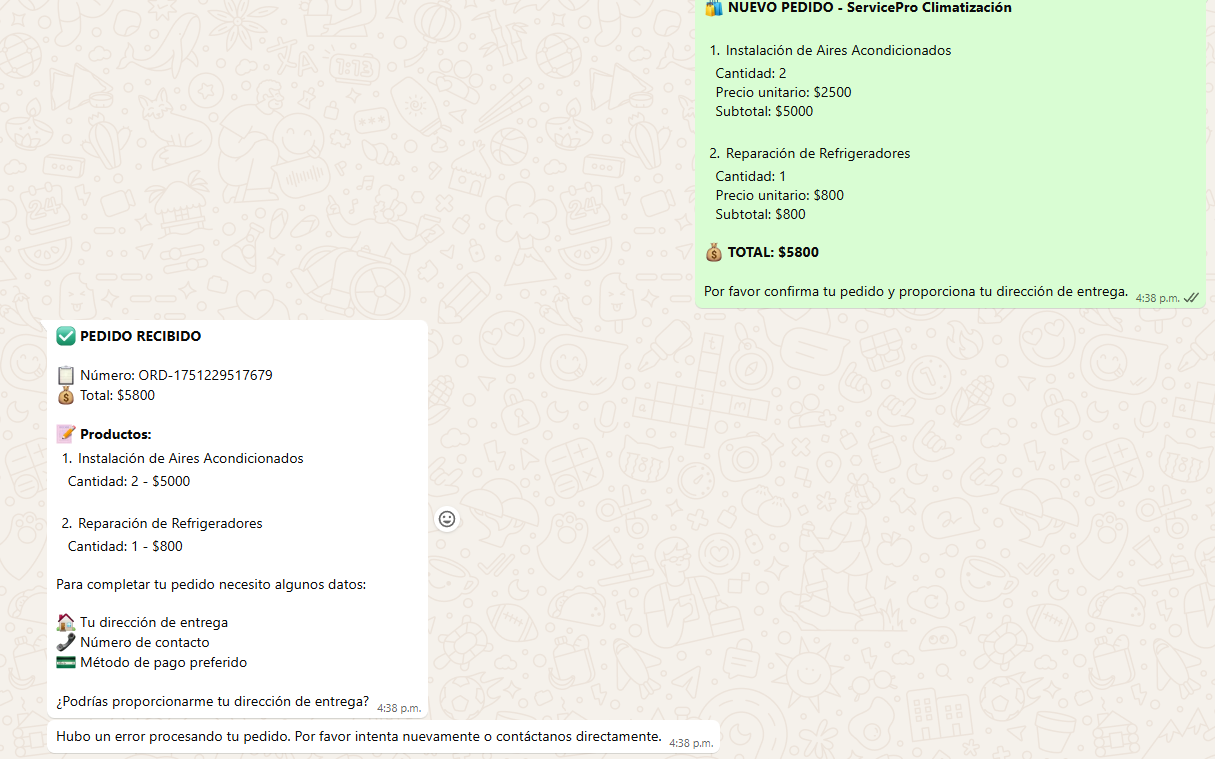 NUEVO PEDIDO - ServicePro Climatización
1. Instalación de Aires Acondicionados
Cantidad: 2
Precio unitario: $2500
Subtotal: $5000
2. Reparación de Refrigeradores
Cantidad: 1
Precio unitario: $800
Subtotal: $800
💰 TOTAL: $5800
Por favor confirma tu pedido y proporciona tu dirección de entrega. 4:38 p.m.
✅ PEDIDO RECIBIDO
📋 Número: ORD-1751229517679
💰 Total: $5800
📝 Productos:
1. Instalación de Aires Acondicionados
Cantidad: 2 - $5000
2. Reparación de Refrigeradores
Cantidad: 1 - $800
Para completar tu pedido necesito algunos datos:
🏠 Tu dirección de entrega
📞 Número de contacto
💳 Método de pago preferido
¿Podrías proporcionarme tu dirección de entrega? 4:38 p.m.
Hubo un error procesando tu pedido. Por favor intenta nuevamente o contáctanos directamente. 4:38 p.m.